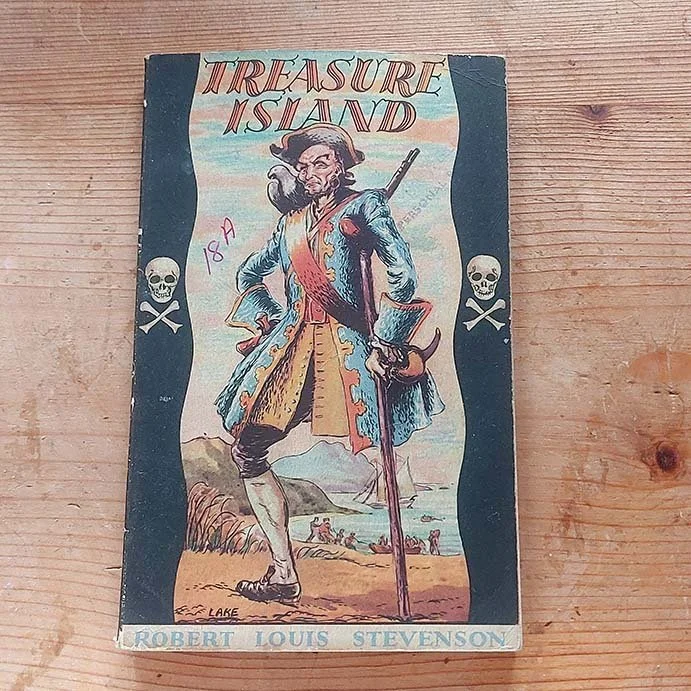 TREASURE
ISLAND
PERSONAL
18A
LAKE
ROBERT LOUIS STEVENSON